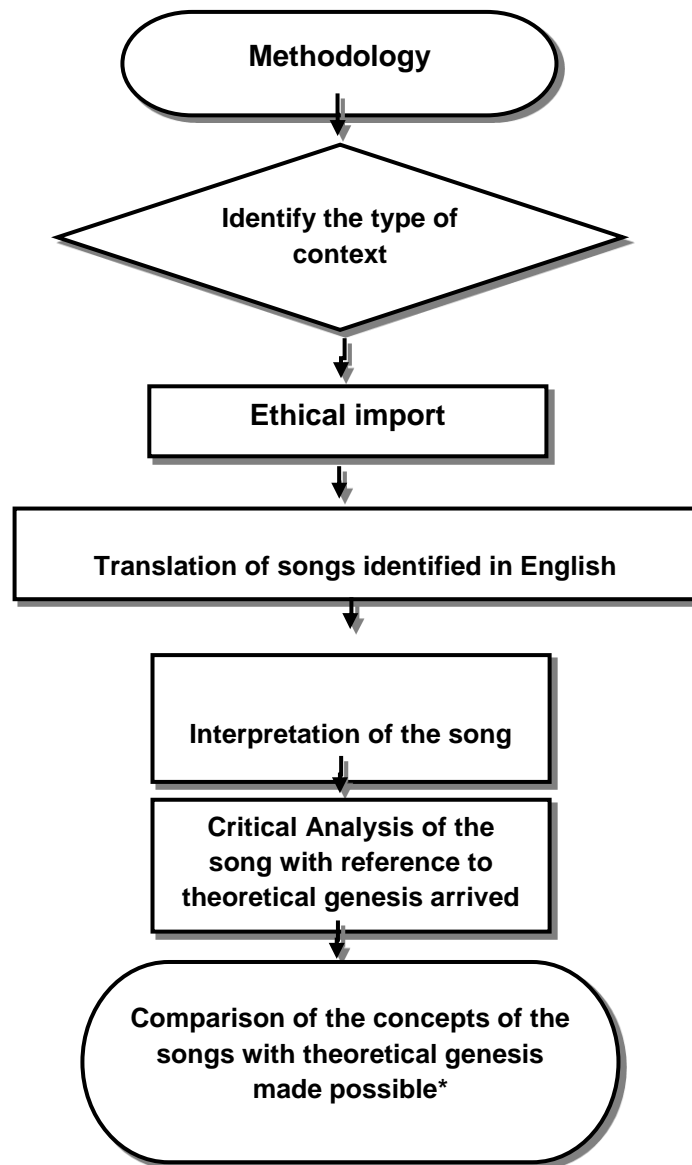 Methodology
Identify the type of
context
Ethical import
Translation of songs identified in English
Interpretation of the song
Critical Analysis of the
song with reference to
theoretical genesis arrived
Comparison of the concepts of the
songs with theoretical genesis
made possible*